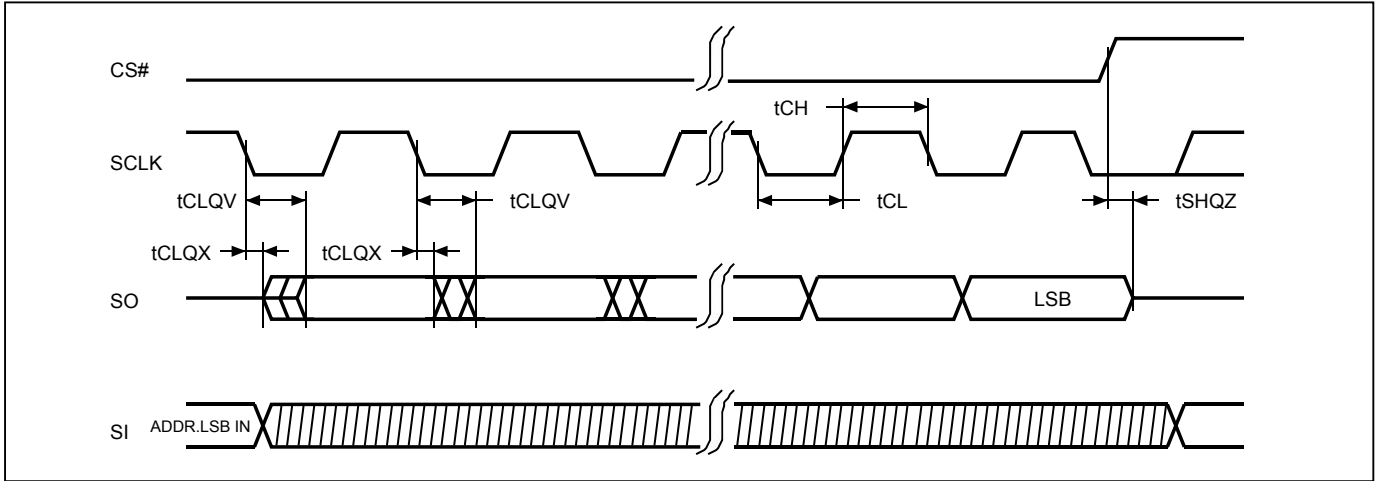 CS#
tCH
SCLK
tCLQV
tCLQV
tCL
tSHQZ
tCLQX
tCLQX
SO
LSB
SI
ADDR.LSB IN